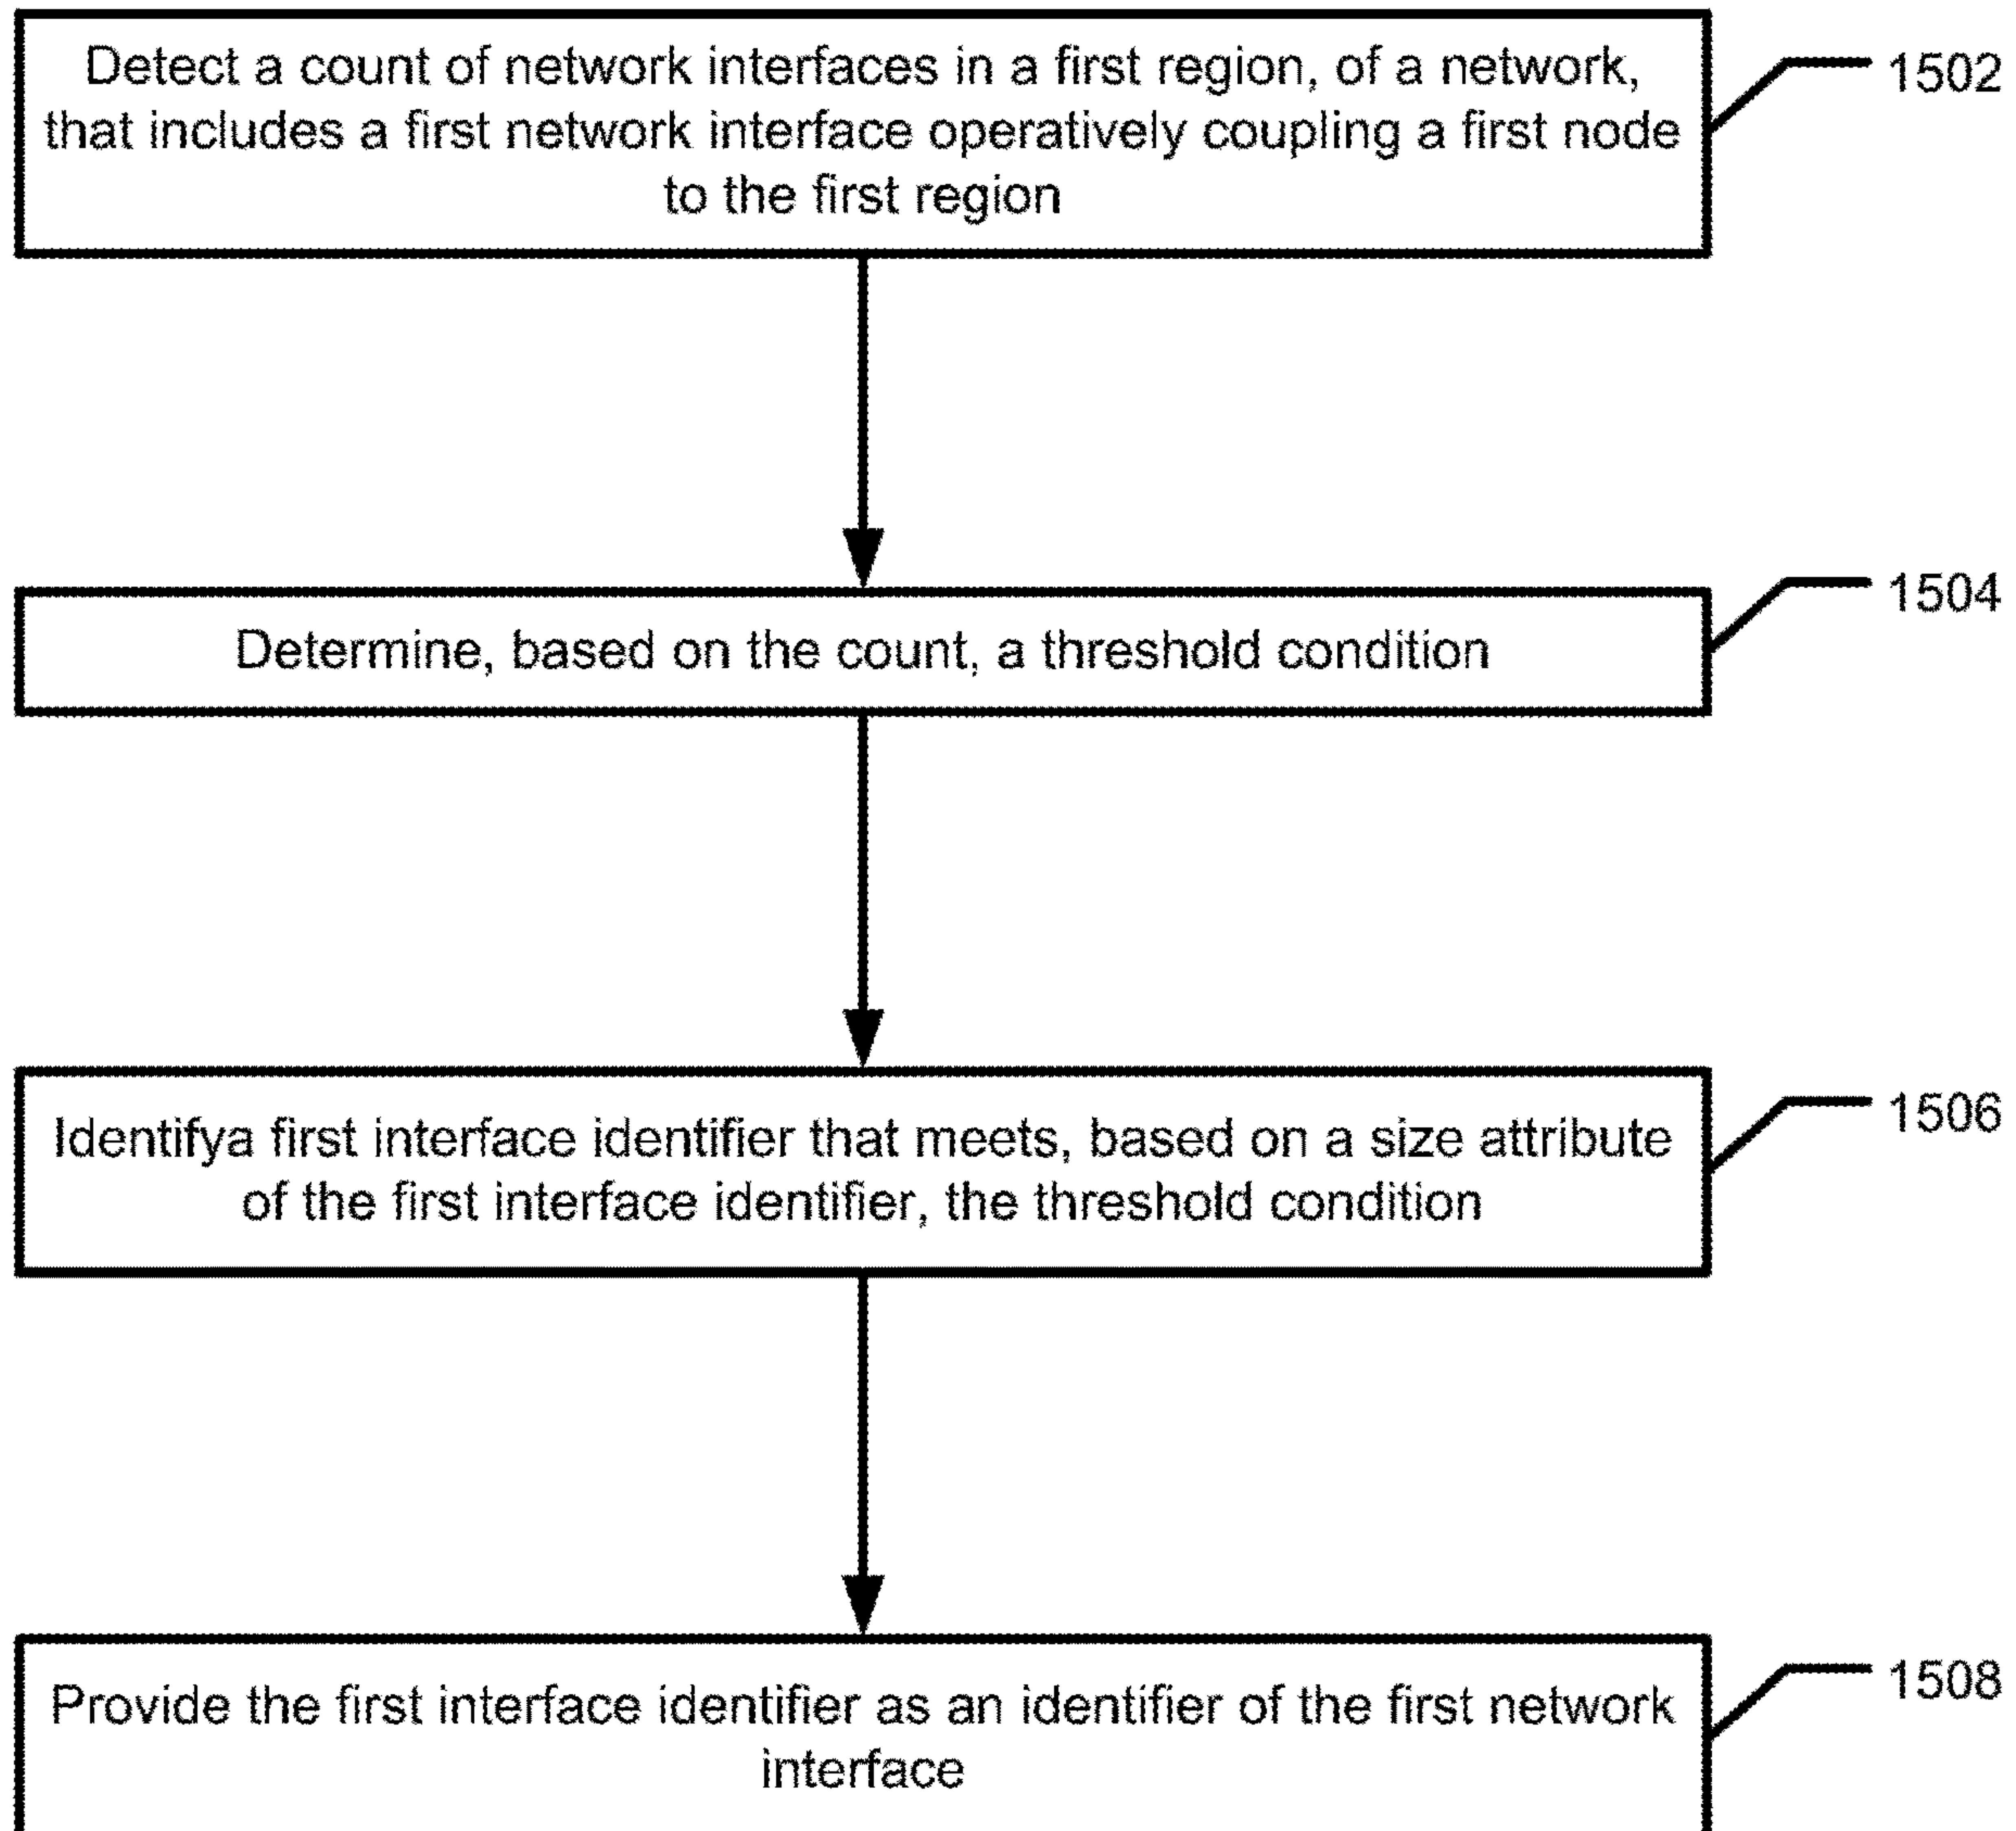 Detect a count of network interfaces in a first region, of a network,
that includes a first network interface operatively coupling a first node
to the first region
1502
Determine, based on the count, a threshold condition
1504
Identifya first interface identifier that meets, based on a size attribute
of the first interface identifier, the threshold condition
1506
Provide the first interface identifier as an identifier of the first network
interface
1508